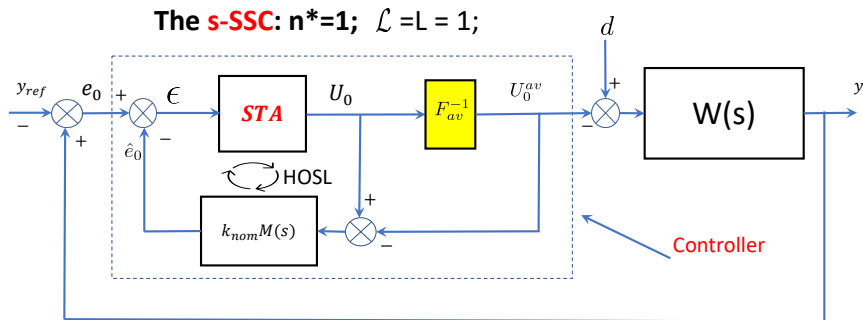 The s-SSC: n*=1; ℒ =L = 1;
d
y_ref e_0 + ϵ STA U_0 F_av^{-1} U_0^{av} + W(s) y
− + − −
ê_0
HOSL
+
k_nom M(s) −
Controller